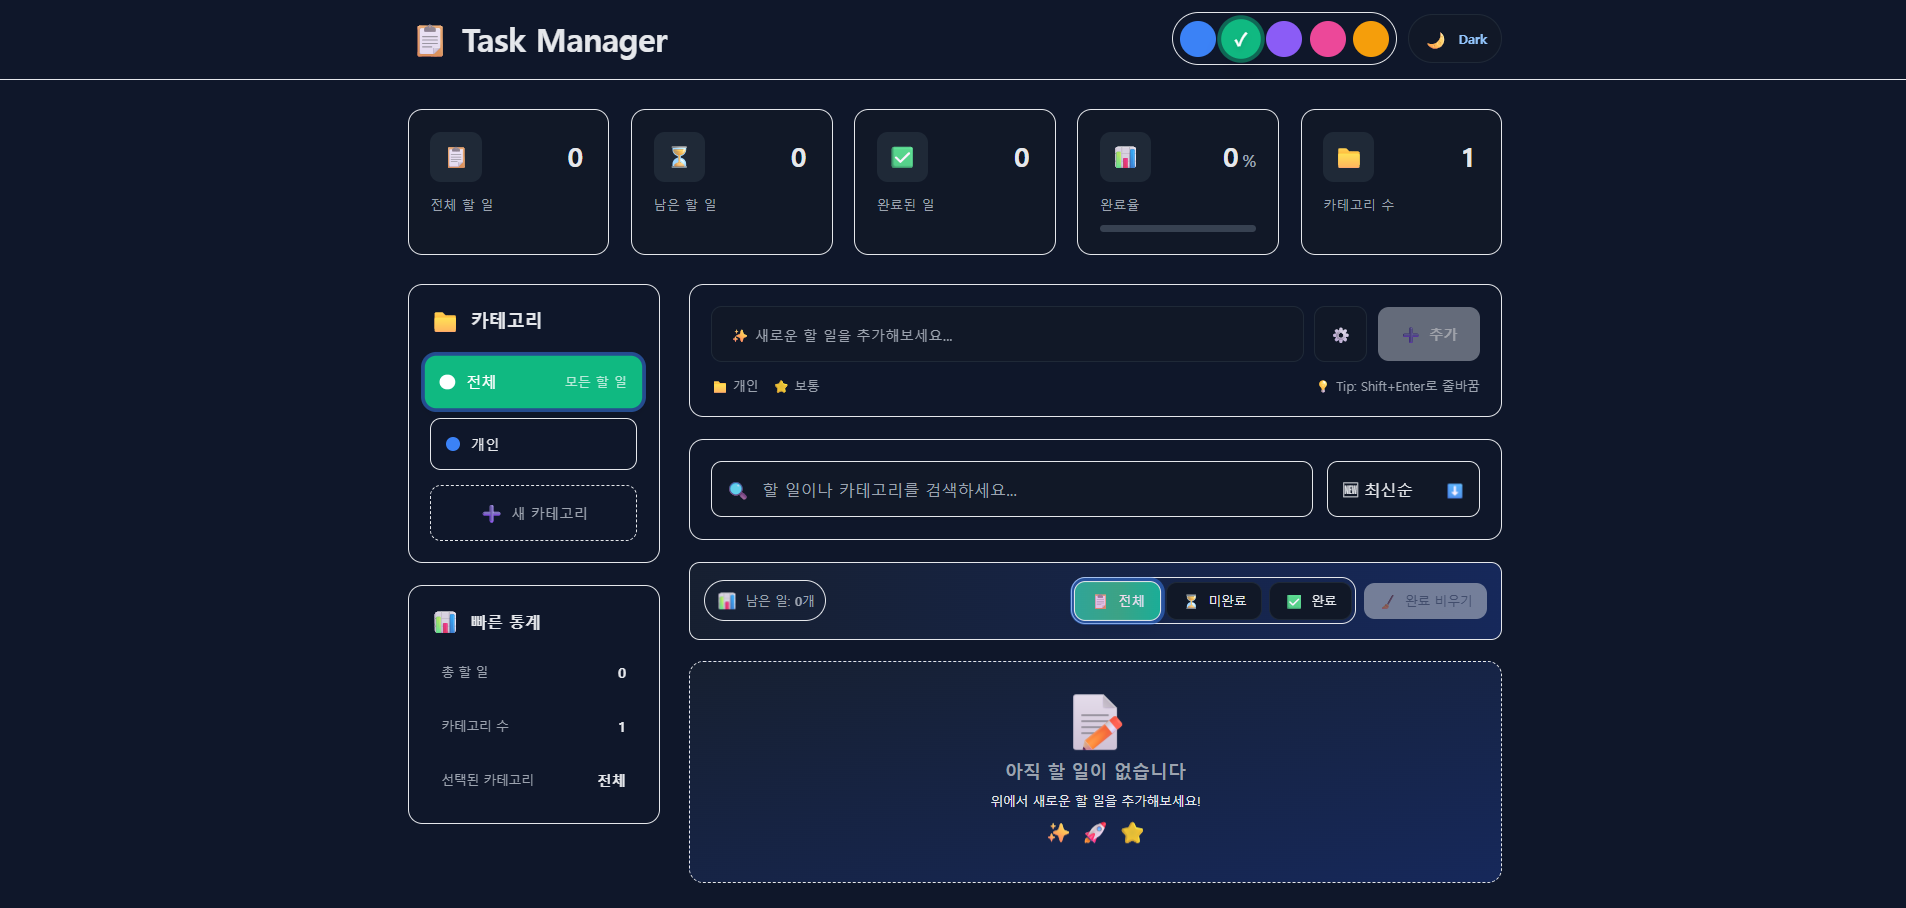 Task Manager
Dark
0
전체 할 일
0
남은 할 일
0
완료된 일
0 %
완료율
1
카테고리 수
카테고리
전체 모든 할 일
개인
새 카테고리
빠른 통계
총 할 일 0
카테고리 수 1
선택된 카테고리 전체
새로운 할 일을 추가해보세요...
추가
개인 보통
Tip: Shift+Enter로 줄바꿈
할 일이나 카테고리를 검색하세요...
NEW 최신순
남은 일: 0개
전체 미완료 완료 완료 비우기
아직 할 일이 없습니다
위에서 새로운 할 일을 추가해보세요!